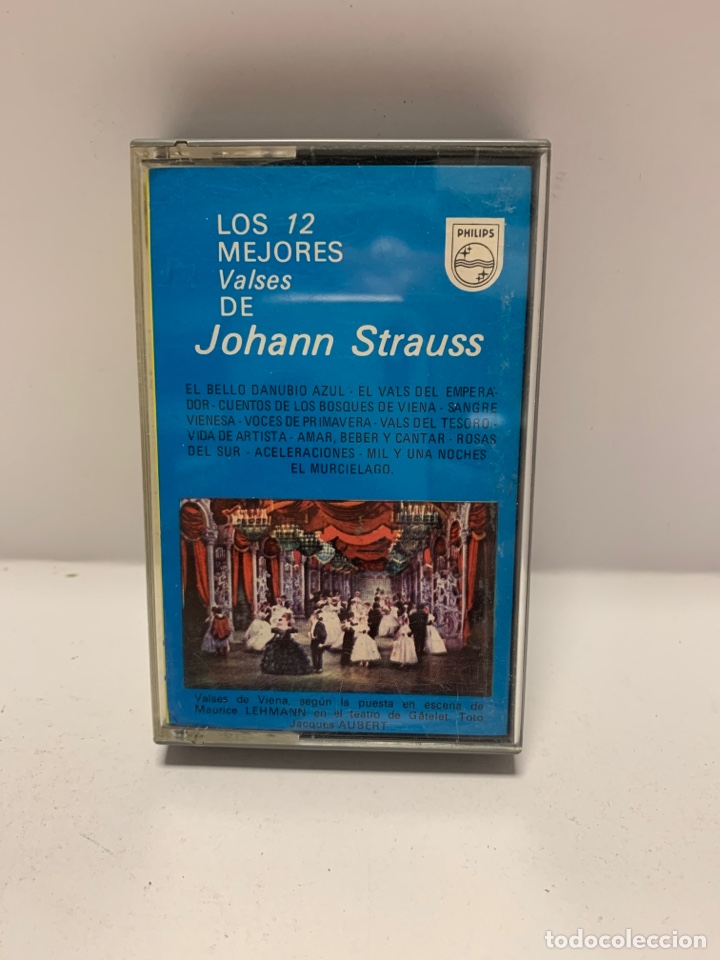 LOS 12
MEJORES
Valses
DE
Johann Strauss
PHILIPS
EL BELLO DANUBIO AZUL - EL VALS DEL EMPERA-
DOR - CUENTOS DE LOS BOSQUES DE VIENA - SANGRE
VIENESA - VOCES DE PRIMAVERA - VALS DEL TESORO -
VIDA DE ARTISTA - AMAR, BEBER Y CANTAR - ROSAS
DEL SUR - ACELERACIONES - MIL Y UNA NOCHES
EL MURCIELAGO.
Valses de Viena, según la puesta en escena de
Maurice LEHMANN en el teatro de Gâtelet. Foto
Jacques AUBERT
todocoleccion